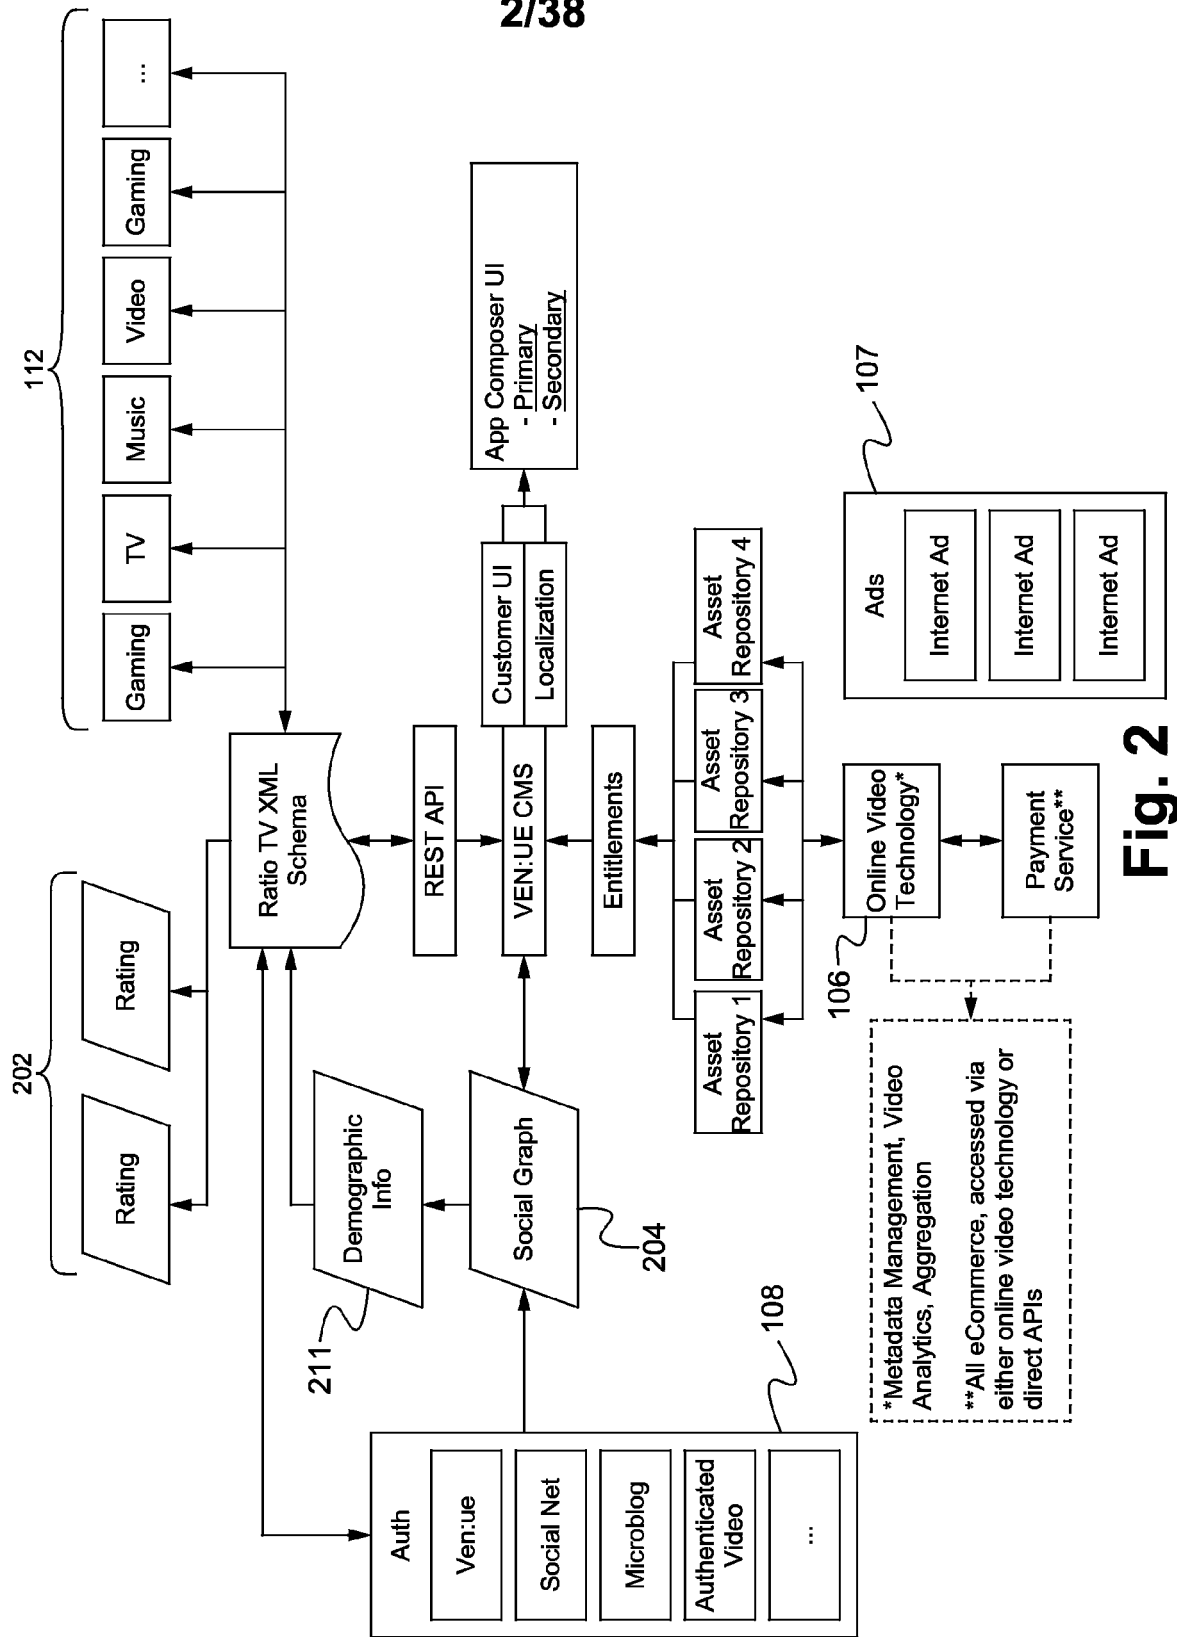 2/38
112
Gaming
TV
Music
Video
Gaming
...
202
Rating
Rating
Ratio TV XML
Schema
211
Demographic
Info
REST API
Social Graph
204
VEN:UE CMS
Customer UI
Localization
App Composer UI
- Primary
- Secondary
Entitlements
Asset
Repository 1
Asset
Repository 2
Asset
Repository 3
Asset
Repository 4
108
Auth
Ven:ue
Social Net
Microblog
Authenticated
Video
...
106
Online Video
Technology*
Payment
Service**
*Metadata Management, Video
Analytics, Aggregation
**All eCommerce, accessed via
either online video technology or
direct APIs
107
Ads
Internet Ad
Internet Ad
Internet Ad
Fig. 2